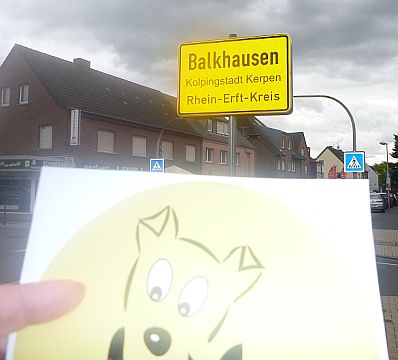 Balkhausen
Kolpingstadt Kerpen
Rhein-Erft-Kreis